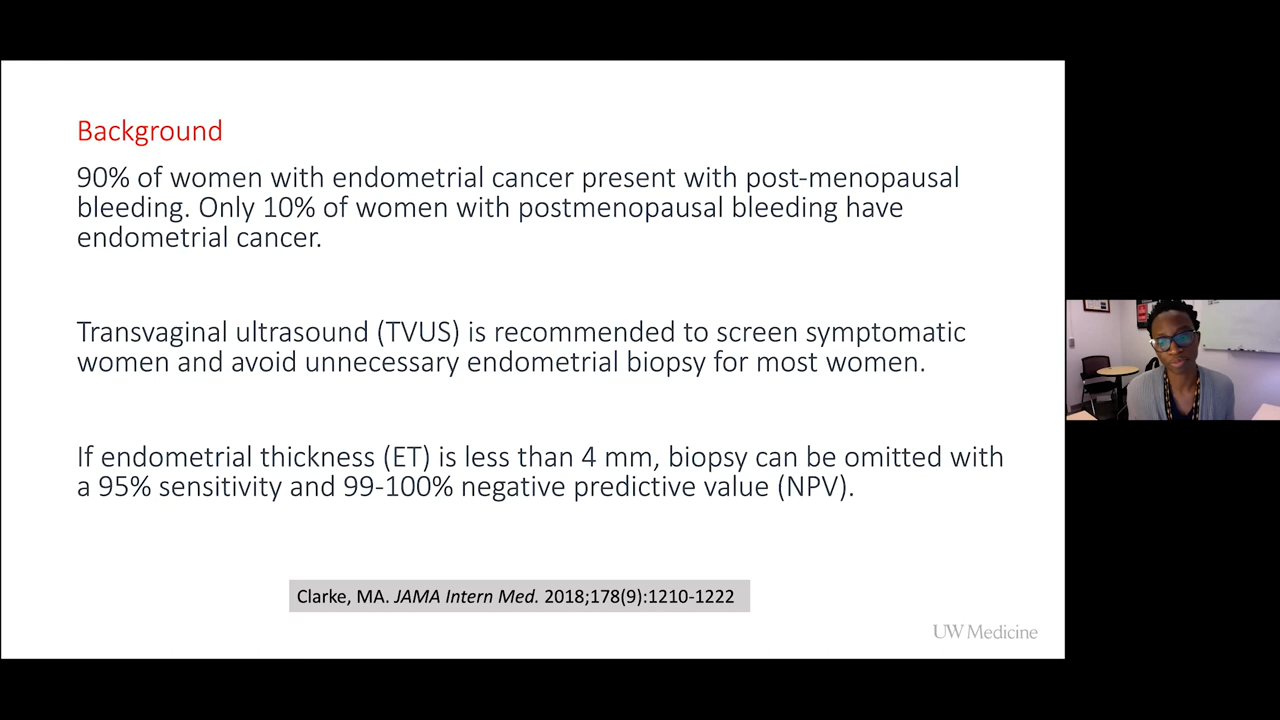 Background
90% of women with endometrial cancer present with post-menopausal
bleeding. Only 10% of women with postmenopausal bleeding have
endometrial cancer.
Transvaginal ultrasound (TVUS) is recommended to screen symptomatic
women and avoid unnecessary endometrial biopsy for most women.
If endometrial thickness (ET) is less than 4 mm, biopsy can be omitted with
a 95% sensitivity and 99-100% negative predictive value (NPV).
Clarke, MA. JAMA Intern Med. 2018;178(9):1210-1222
UW Medicine